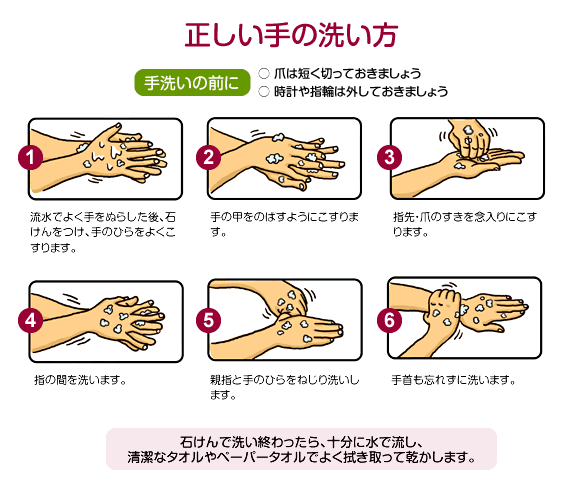 正しい手の洗い方
手洗いの前に
○ 爪は短く切っておきましょう
○ 時計や指輪は外しておきましょう
1
流水でよく手をぬらした後、石
けんをつけ、手のひらをよくこ
すります。
2
手の甲をのばすようにこすりま
す。
3
指先・爪のすきを念入りにこす
ります。
4
指の間を洗います。
5
親指と手のひらをねじり洗いし
ます。
6
手首も忘れずに洗います。
石けんで洗い終わったら、十分に水で流し、
清潔なタオルやペーパータオルでよく拭き取って乾かします。